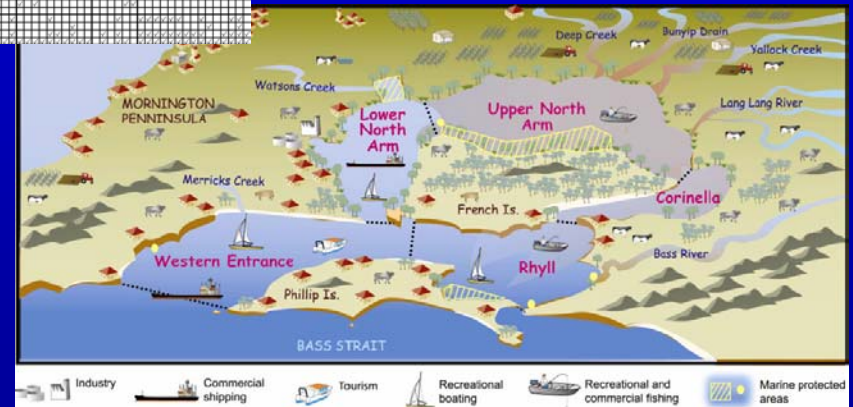 Deep Creek
Bunyip Drain
Yallock Creek
Watsons Creek
MORNINGTON
PENNINSULA
Lower
North
Arm
Upper North
Arm
Lang Lang River
Merricks Creek
French Is.
Corinella
Western Entrance
Rhyll
Bass River
Phillip Is.
BASS STRAIT
Industry
Commercial
shipping
Tourism
Recreational
boating
Recreational and
commercial fishing
Marine protected
areas